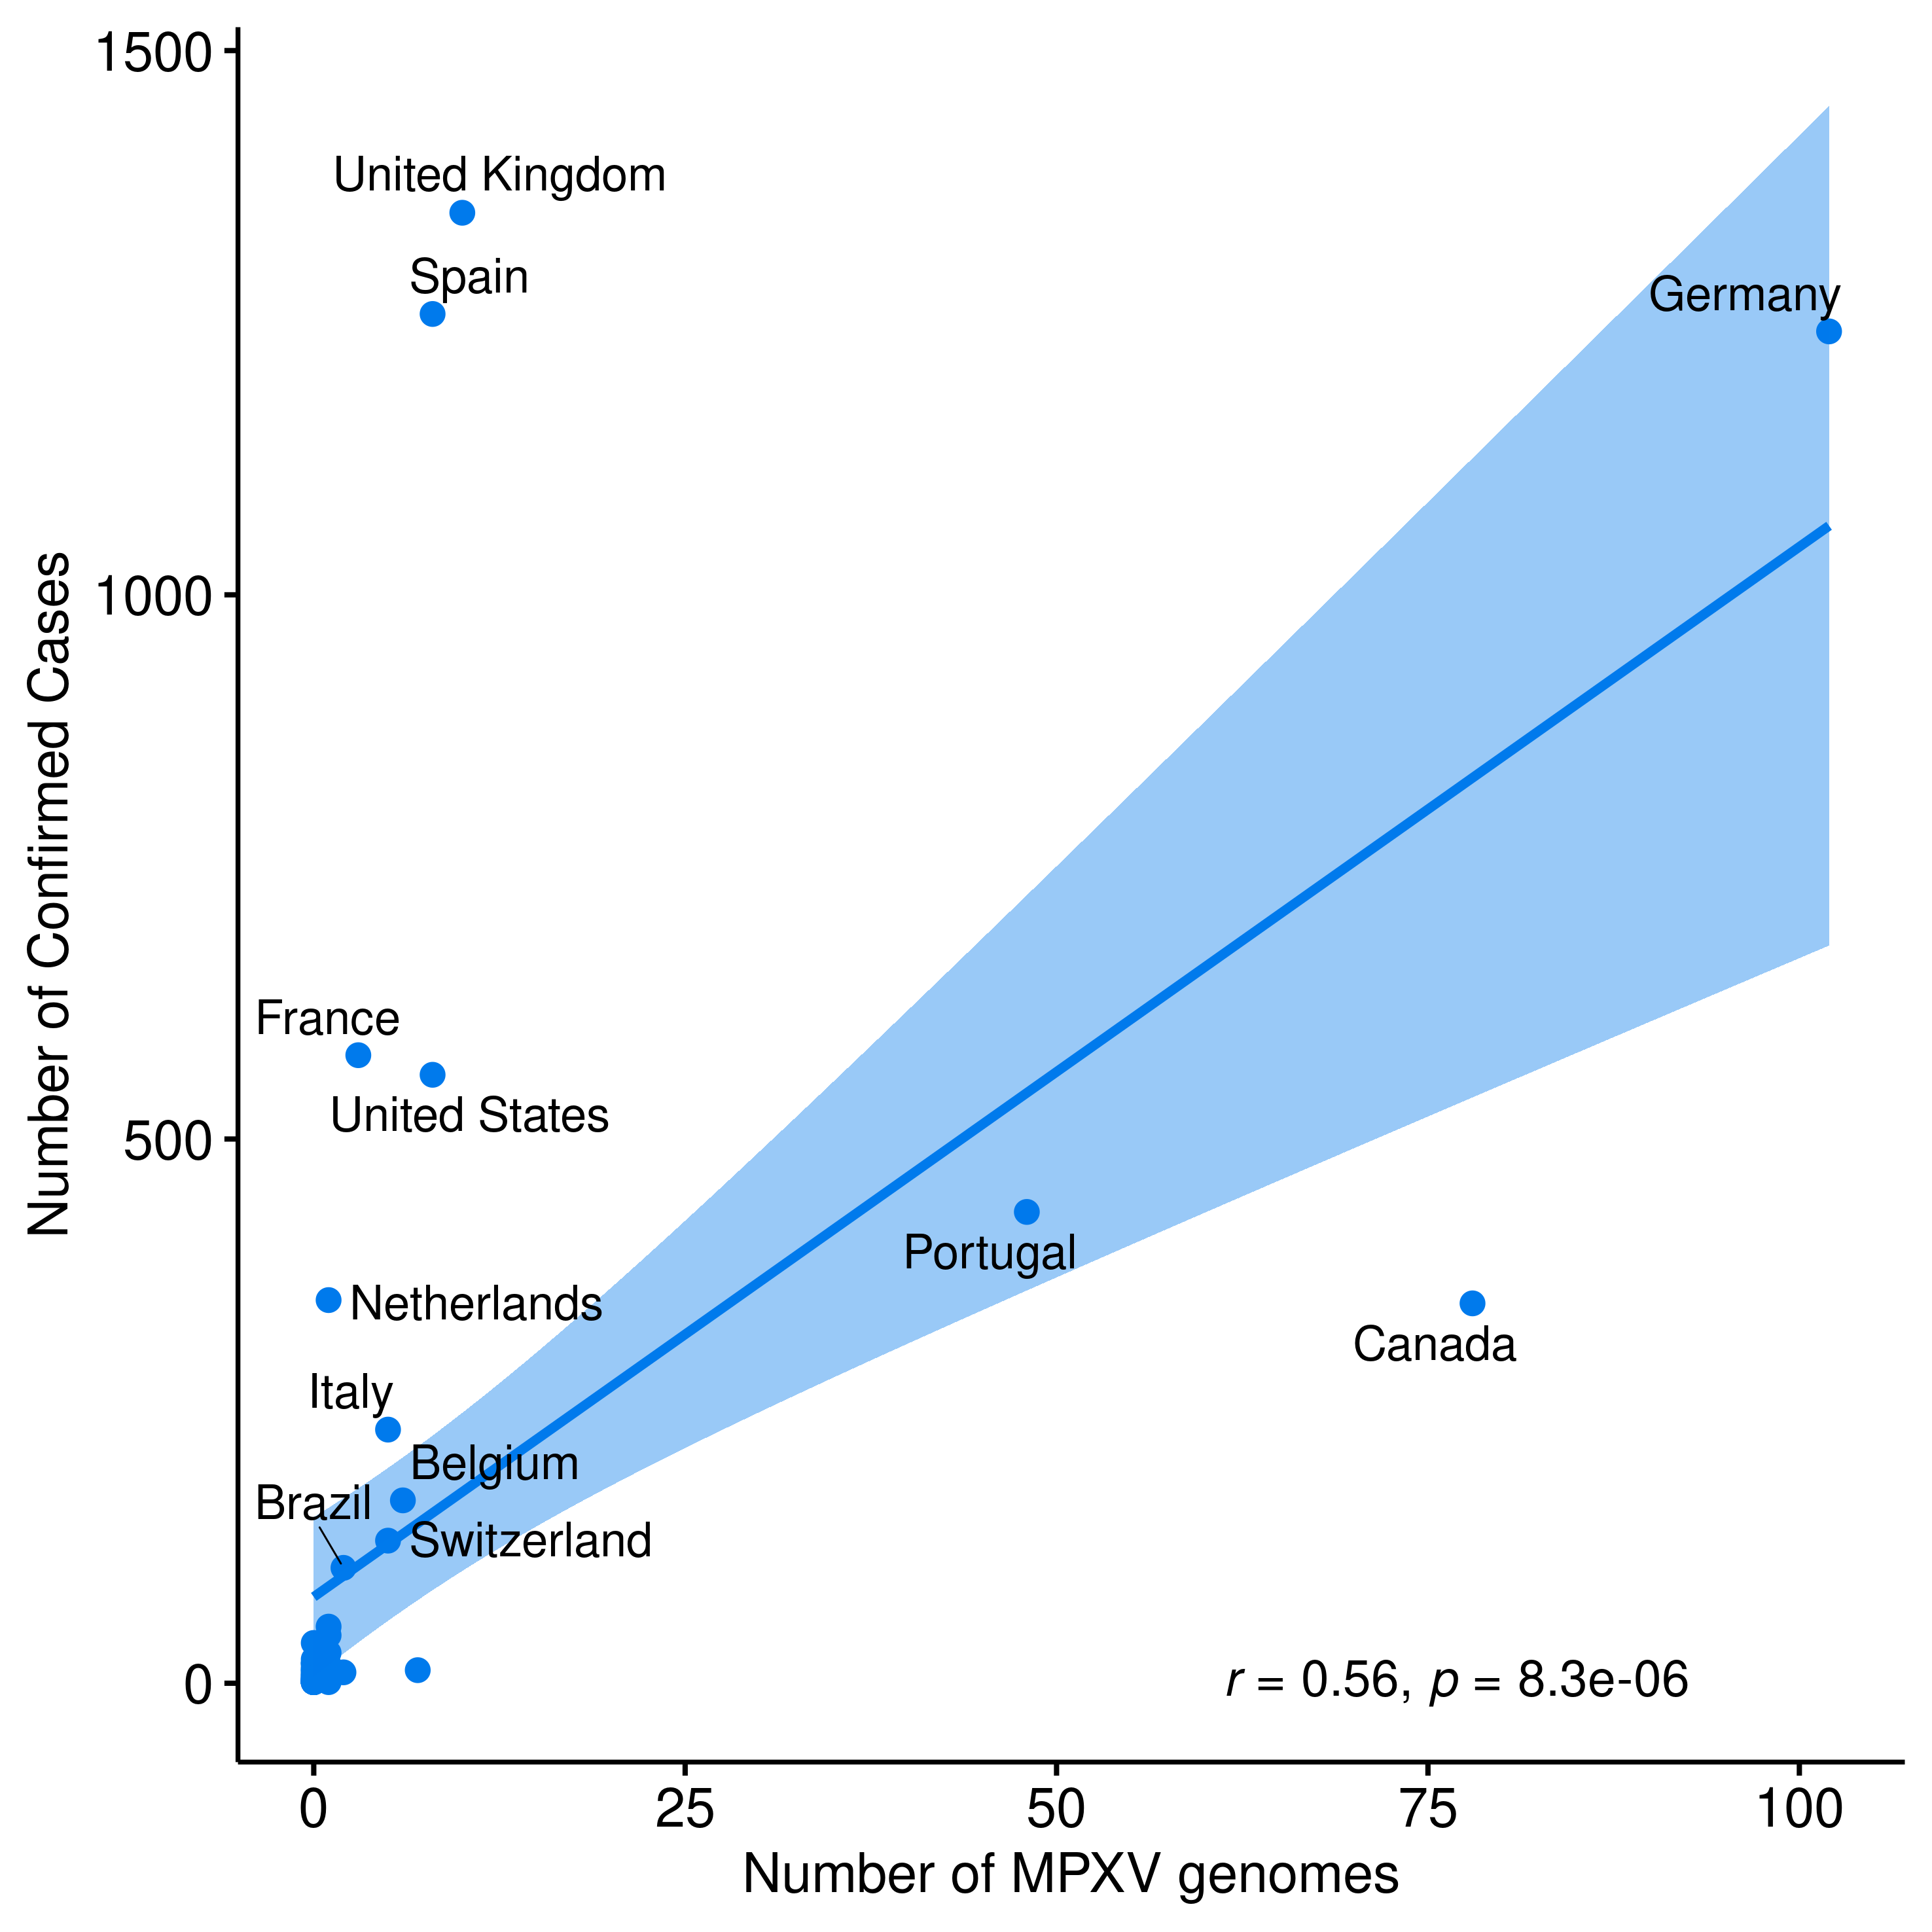 1500
United Kingdom
Spain
Germany
1000
Number of Confirmed Cases
France
United States
500
Portugal
Netherlands
Canada
Italy
Belgium
Brazil
Switzerland
0
r = 0.56, p = 8.3e-06
0 25 50 75 100
Number of MPXV genomes